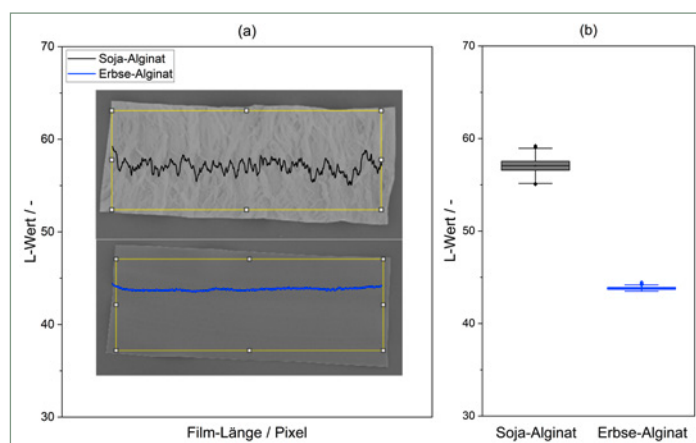 (a)
(b)
Soja-Alginat
Erbse-Alginat
L-Wert / -
70
60
50
40
30
Film-Länge / Pixel
L-Wert / -
70
60
50
40
30
Soja-Alginat Erbse-Alginat